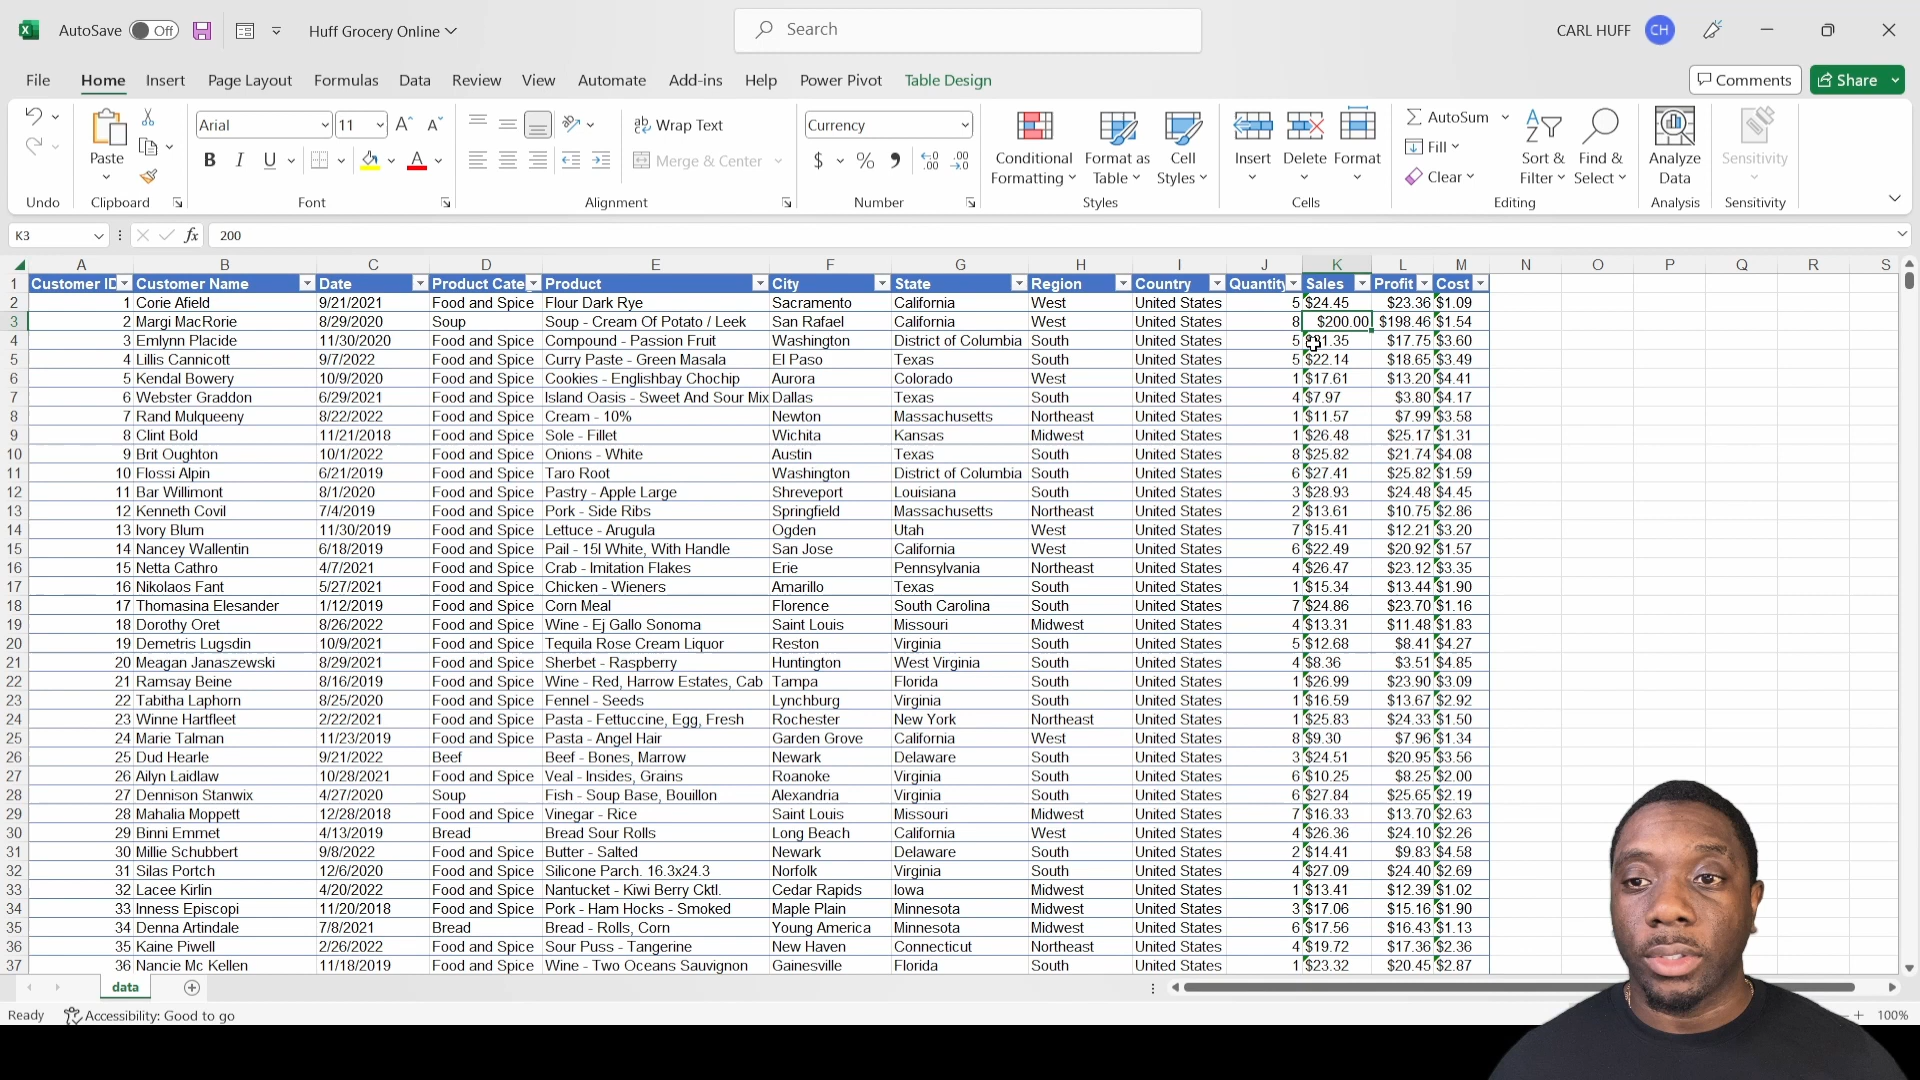 AutoSave Off Huff Grocery Online Search CARL HUFF CH
File Home Insert Page Layout Formulas Data Review View Automate Add-ins Help Power Pivot Table Design Comments Share
Arial 11 Wrap Text Currency AutoSum
Paste Conditional Formatting Format as Table Cell Styles Insert Delete Format Fill Sort & Filter Find & Select Analyze Data Sensitivity
B I U A Merge & Center $ % Clear
Undo Clipboard Font Alignment Number Styles Cells Editing Analysis Sensitivity
K3 fx 200
A B C D E F G H I J K L M N O P Q R S
1 Customer ID Customer Name Date Product Cate Product City State Region Country Quantity Sales Profit Cost
2 1 Corie Afield 9/21/2021 Food and Spice Flour Dark Rye Sacramento California West United States 5 $24.45 $23.36 $1.09
3 2 Margi MacRorie 8/29/2020 Soup Soup - Cream Of Potato / Leek San Rafael California West United States 8 $200.00 $198.46 $1.54
4 3 Emlynn Placide 11/30/2020 Food and Spice Compound - Passion Fruit Washington District of Columbia South United States 5 1.35 $17.75 $3.60
5 4 Lillis Cannicott 9/7/2022 Food and Spice Curry Paste - Green Masala El Paso Texas South United States 5 $22.14 $18.65 $3.49
6 5 Kendal Bowery 10/9/2020 Food and Spice Cookies - Englishbay Chochip Aurora Colorado West United States 1 $17.61 $13.20 $4.41
7 6 Webster Graddon 6/29/2021 Food and Spice Island Oasis - Sweet And Sour Mix Dallas Texas South United States 4 $7.97 $3.80 $4.17
8 7 Rand Mulqueeny 8/22/2022 Food and Spice Cream - 10% Newton Massachusetts Northeast United States 1 $11.57 $7.99 $3.58
9 8 Clint Bold 11/21/2018 Food and Spice Sole - Fillet Wichita Kansas Midwest United States 1 $26.48 $25.17 $1.31
10 9 Brit Oughton 10/1/2022 Food and Spice Onions - White Austin Texas South United States 8 $25.82 $21.74 $4.08
11 10 Flossi Alpin 6/21/2019 Food and Spice Taro Root Washington District of Columbia South United States 6 $27.41 $25.82 $1.59
12 11 Bar Willimont 8/1/2020 Food and Spice Pastry - Apple Large Shreveport Louisiana South United States 3 $28.93 $24.48 $4.45
13 12 Kenneth Covil 7/4/2019 Food and Spice Pork - Side Ribs Springfield Massachusetts Northeast United States 2 $13.61 $10.75 $2.86
14 13 Ivory Blum 11/30/2019 Food and Spice Lettuce - Arugula Ogden Utah West United States 7 $15.41 $12.21 $3.20
15 14 Nancey Wallentin 6/18/2019 Food and Spice Pail - 15l White, With Handle San Jose California West United States 6 $22.49 $20.92 $1.57
16 15 Netta Cathro 4/7/2021 Food and Spice Crab - Imitation Flakes Erie Pennsylvania Northeast United States 4 $26.47 $23.12 $3.35
17 16 Nikolaos Fant 5/27/2021 Food and Spice Chicken - Wieners Amarillo Texas South United States 1 $15.34 $13.44 $1.90
18 17 Thomasina Elesander 1/12/2019 Food and Spice Corn Meal Florence South Carolina South United States 7 $24.86 $23.70 $1.16
19 18 Dorothy Oret 8/26/2022 Food and Spice Wine - Ej Gallo Sonoma Saint Louis Missouri Midwest United States 4 $13.31 $11.48 $1.83
20 19 Demetris Lugsdin 10/9/2021 Food and Spice Tequila Rose Cream Liquor Reston Virginia South United States 5 $12.68 $8.41 $4.27
21 20 Meagan Janaszewski 8/29/2021 Food and Spice Sherbet - Raspberry Huntington West Virginia South United States 4 $8.36 $3.51 $4.85
22 21 Ramsay Beine 8/16/2019 Food and Spice Wine - Red, Harrow Estates, Cab Tampa Florida South United States 1 $26.99 $23.90 $3.09
23 22 Tabitha Laphorn 8/25/2020 Food and Spice Fennel - Seeds Lynchburg Virginia South United States 1 $16.59 $13.67 $2.92
24 23 Winne Hartfleet 2/22/2021 Food and Spice Pasta - Fettuccine, Egg, Fresh Rochester New York Northeast United States 1 $25.83 $24.33 $1.50
25 24 Marie Talman 11/23/2019 Food and Spice Pasta - Angel Hair Garden Grove California West United States 8 $9.30 $7.96 $1.34
26 25 Dud Hearle 9/21/2022 Beef Beef - Bones, Marrow Newark Delaware South United States 3 $24.51 $20.95 $3.56
27 26 Ailyn Laidlaw 10/28/2021 Food and Spice Veal - Insides, Grains Roanoke Virginia South United States 6 $10.25 $8.25 $2.00
28 27 Dennison Stanwix 4/27/2020 Soup Fish - Soup Base, Bouillon Alexandria Virginia South United States 6 $27.84 $25.65 $2.19
29 28 Mahalia Moppett 12/28/2018 Food and Spice Vinegar - Rice Saint Louis Missouri Midwest United States 7 $16.33 $13.70 $2.63
30 29 Binni Emmet 4/13/2019 Bread Bread Sour Rolls Long Beach California West United States 4 $26.36 $24.10 $2.26
31 30 Millie Schubbert 9/8/2022 Food and Spice Butter - Salted Newark Delaware South United States 2 $14.41 $9.83 $4.58
32 31 Silas Portch 12/6/2020 Food and Spice Silicone Parch. 16.3x24.3 Norfolk Virginia South United States 4 $27.09 $24.40 $2.69
33 32 Lacee Kirlin 4/20/2022 Food and Spice Nantucket - Kiwi Berry Cktl. Cedar Rapids Iowa Midwest United States 1 $13.41 $12.39 $1.02
34 33 Inness Episcopi 11/20/2018 Food and Spice Pork - Ham Hocks - Smoked Maple Plain Minnesota Midwest United States 3 $17.06 $15.16 $1.90
35 34 Denna Artindale 7/8/2021 Bread Bread - Rolls, Corn Young America Minnesota Midwest United States 6 $17.56 $16.43 $1.13
36 35 Kaine Piwell 2/26/2022 Food and Spice Sour Puss - Tangerine New Haven Connecticut Northeast United States 4 $19.72 $17.36 $2.36
37 36 Nancie Mc Kellen 11/18/2019 Food and Spice Wine - Two Oceans Sauvignon Gainesville Florida South United States 1 $23.32 $20.45 $2.87
data
Ready Accessibility: Good to go 100%